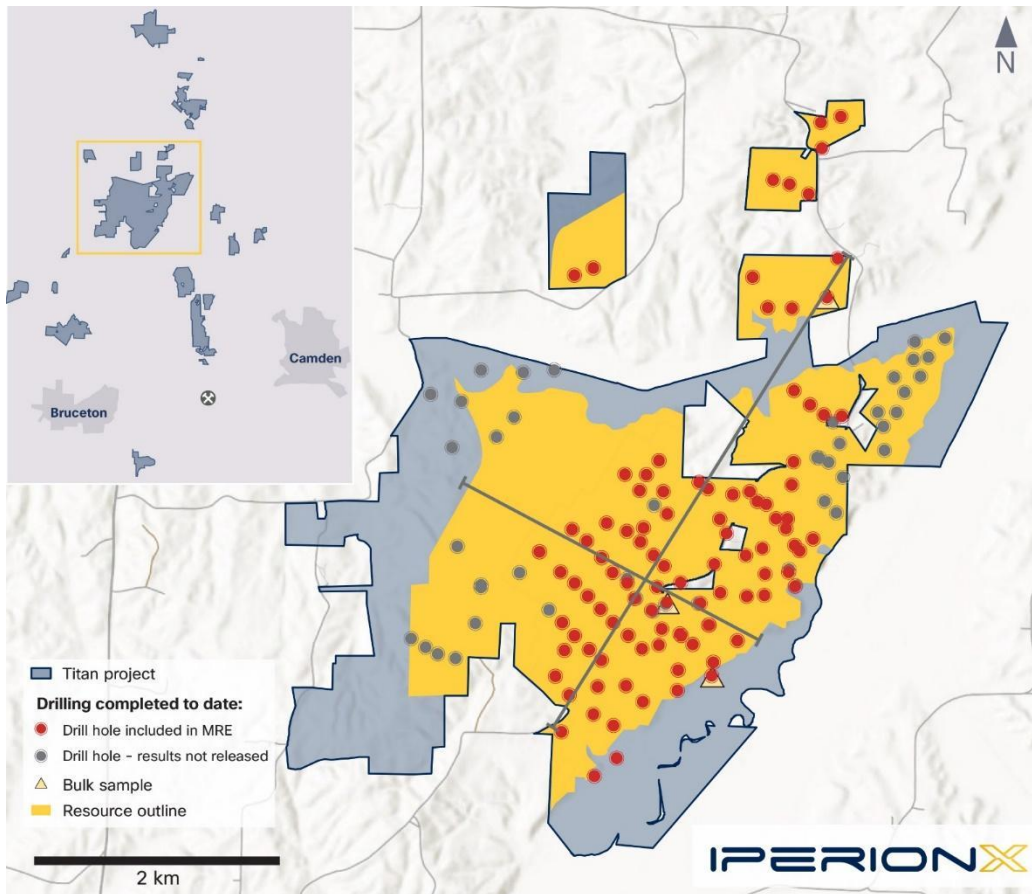 N
Camden
Bruceton
Titan project
Drilling completed to date:
Drill hole included in MRE
Drill hole – results not released
Bulk sample
Resource outline
2 km
IPERIONX